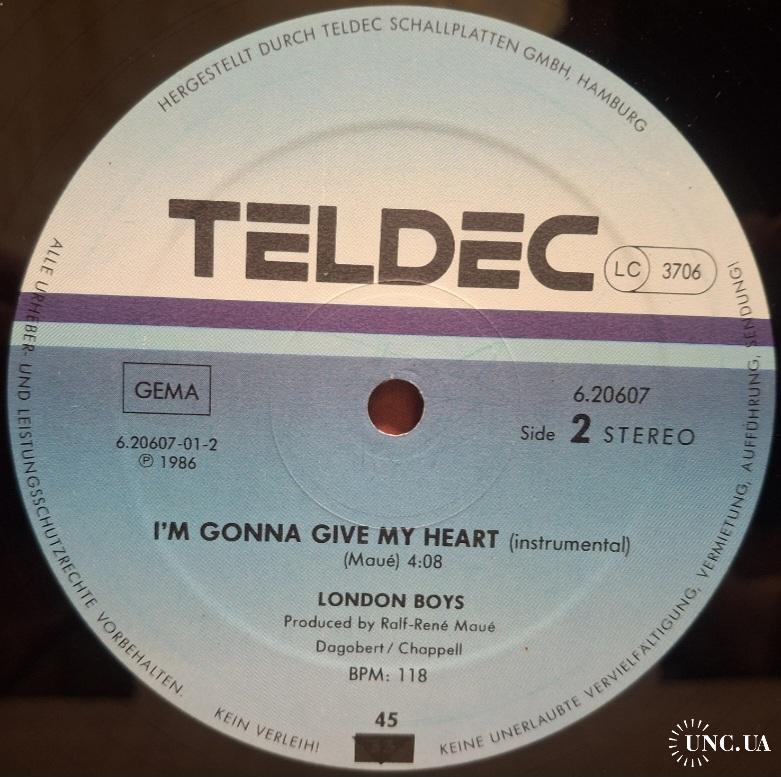 HERGESTELLT DURCH TELDEC SCHALLPLATTEN GMBH, HAMBURG
TELDEC
LC 3706
GEMA
6.20607
Side 2 STEREO
6.20607-01-2
℗ 1986
I'M GONNA GIVE MY HEART (instrumental)
(Maué) 4:08
LONDON BOYS
Produced by Ralf-René Maué
Dagobert / Chappell
BPM: 118
45
ALLE URHEBER- UND LEISTUNGSSCHUTZRECHTE VORBEHALTEN.
KEIN VERLEIH!
KEINE UNERLAUBTE VERVIELFÄLTIGUNG, VERMIETUNG, AUFFÜHRUNG, SENDUNG!
UNC.UA